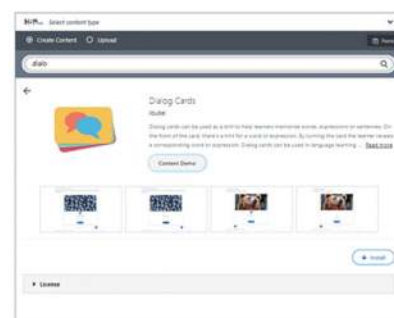 Select content type
Create Content Upload
dialo
Dialog Cards
Dialog cards can be used as a drill to help learners memorize words, expressions or sentences. On
the front of the card, there's a hint for a word or expression. By turning the card the learner reveals
a corresponding word or expression. Dialog cards can be used in language learning ... Read more
Content Demo
Install
License